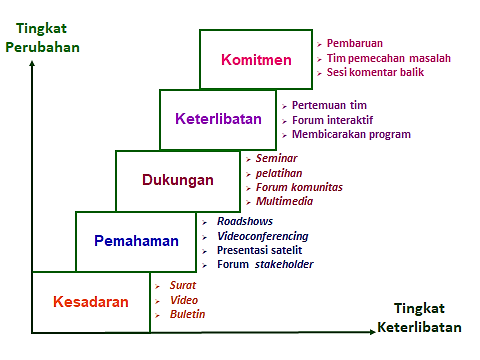 Tingkat
Perubahan
Komitmen
Pembaruan
Tim pemecahan masalah
Sesi komentar balik
Keterlibatan
Pertemuan tim
Forum interaktif
Membicarakan program
Dukungan
Seminar
pelatihan
Forum komunitas
Multimedia
Pemahaman
Roadshows
Videoconferencing
Presentasi satelit
Forum stakeholder
Kesadaran
Surat
Video
Buletin
Tingkat
Keterlibatan